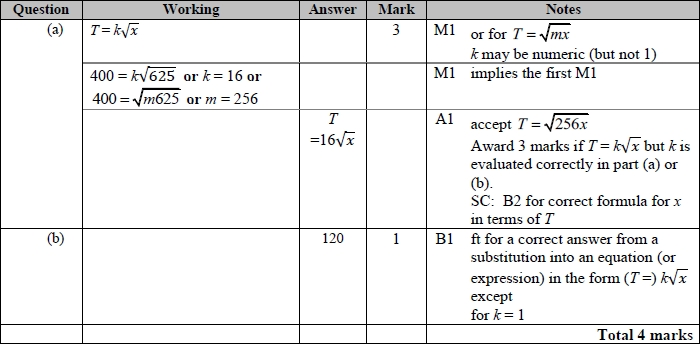 Question Working Answer Mark Notes
(a) T = k√x 3 M1 or for T = √mx
k may be numeric (but not 1)
400 = k√625 or k = 16 or M1 implies the first M1
400 = √m625 or m = 256
T A1 accept T = √256x
=16√x Award 3 marks if T = k√x but k is
evaluated correctly in part (a) or
(b).
SC: B2 for correct formula for x
in terms of T
(b) 120 1 B1 ft for a correct answer from a
substitution into an equation (or
expression) in the form (T =) k√x
except
for k = 1
Total 4 marks